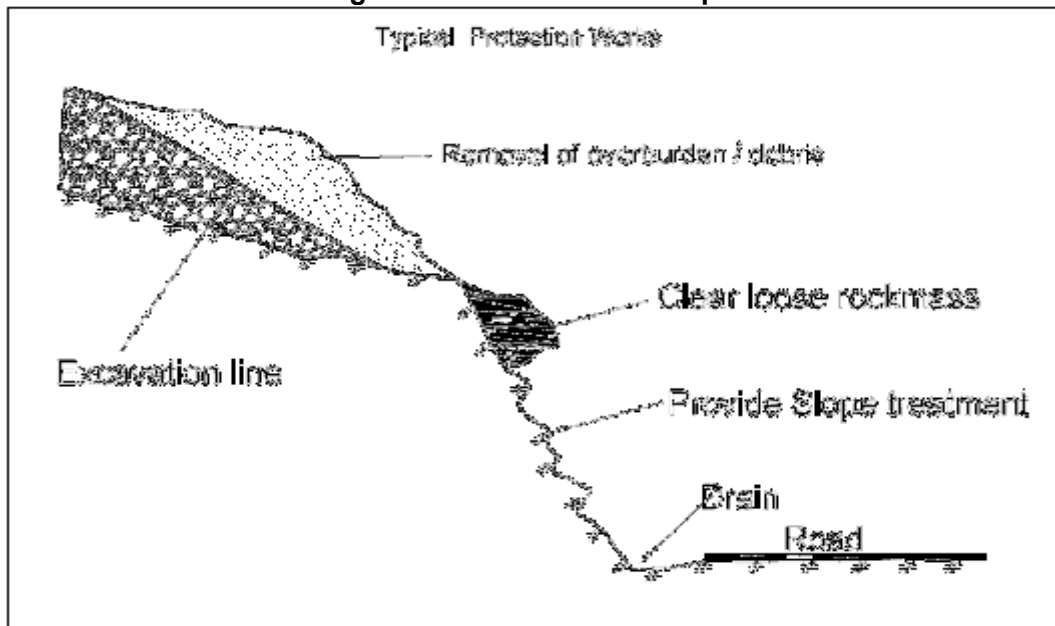 Typical Protection Works
Removal of overburden / debris
Clear loose rockmass
Excavation line
Provide Slope treatment
Drain
Road